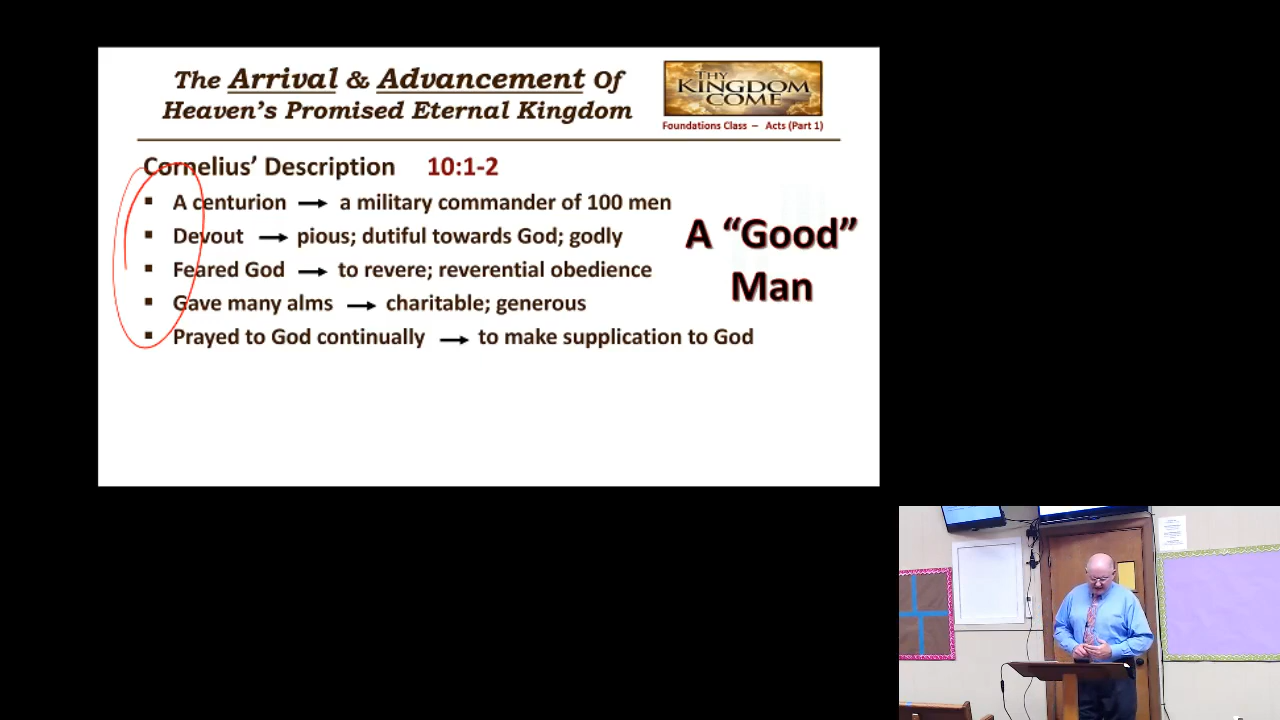 The Arrival & Advancement Of
Heaven's Promised Eternal Kingdom
THY
KINGDOM
COME
Foundations Class – Acts (Part 1)
Cornelius' Description 10:1-2
▪ A centurion → a military commander of 100 men
▪ Devout → pious; dutiful towards God; godly
▪ Feared God → to revere; reverential obedience
▪ Gave many alms → charitable; generous
▪ Prayed to God continually → to make supplication to God
A “Good”
Man